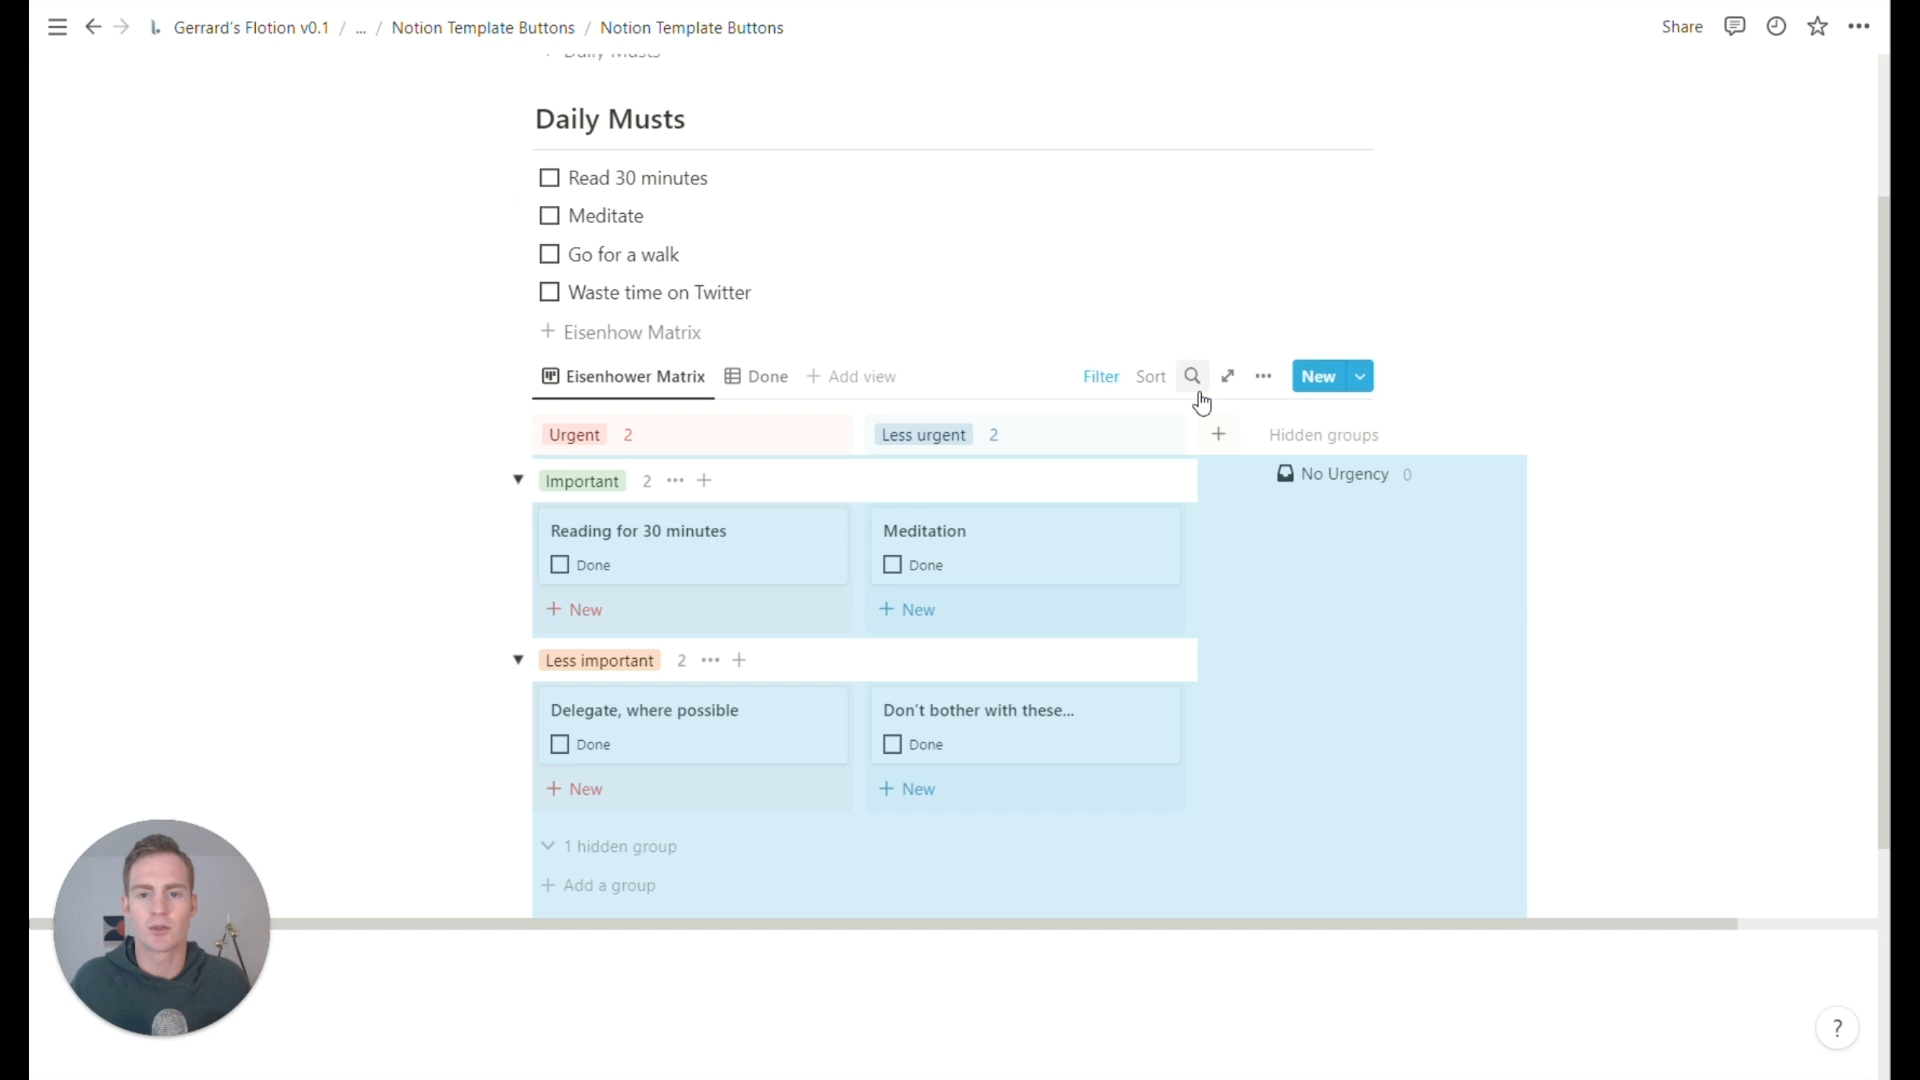 Gerrard's Flotion v0.1 / ... / Notion Template Buttons / Notion Template Buttons
Share
Daily Musts
Daily Musts
Read 30 minutes
Meditate
Go for a walk
Waste time on Twitter
+ Eisenhow Matrix
Eisenhower Matrix Done + Add view Filter Sort New
Urgent 2 Less urgent 2 + Hidden groups
Important 2 ... + No Urgency 0
Reading for 30 minutes Meditation
Done Done
+ New + New
Less important 2 ... +
Delegate, where possible Don't bother with these...
Done Done
+ New + New
1 hidden group
+ Add a group
?